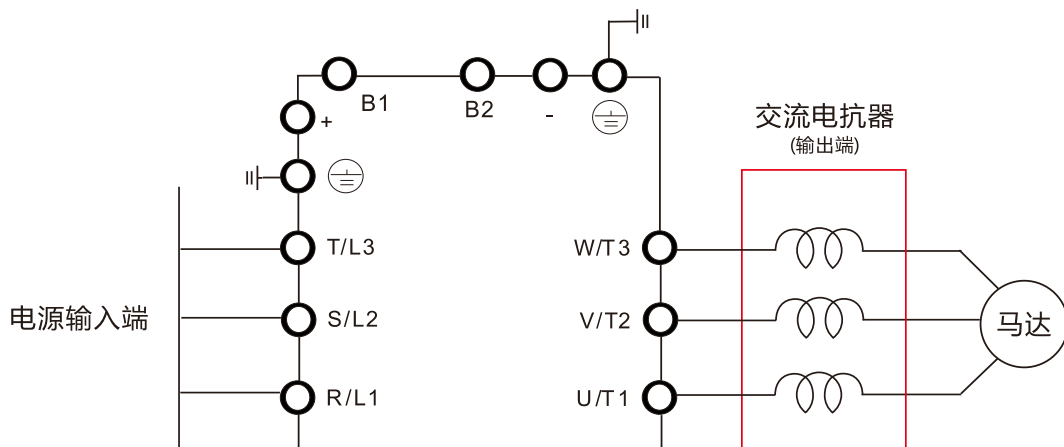 B1
B2
-
+
交流电抗器
(输出端)
T/L3
W/T3
电源输入端
S/L2
V/T2
马达
R/L1
U/T1